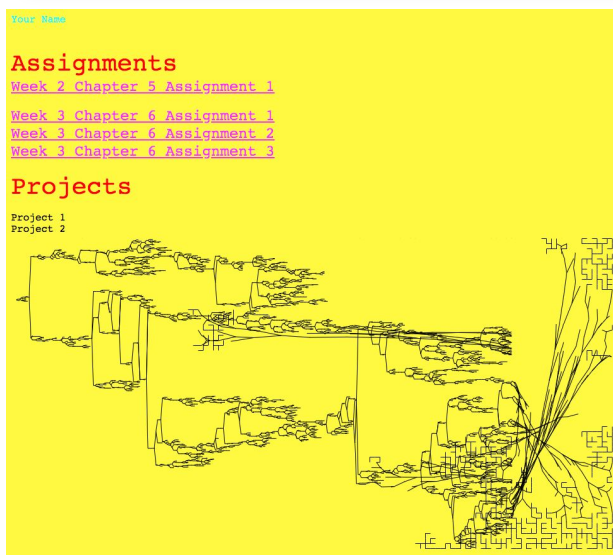 Your Name
Assignments
Week 2 Chapter 5 Assignment 1
Week 3 Chapter 6 Assignment 1
Week 3 Chapter 6 Assignment 2
Week 3 Chapter 6 Assignment 3
Projects
Project 1
Project 2